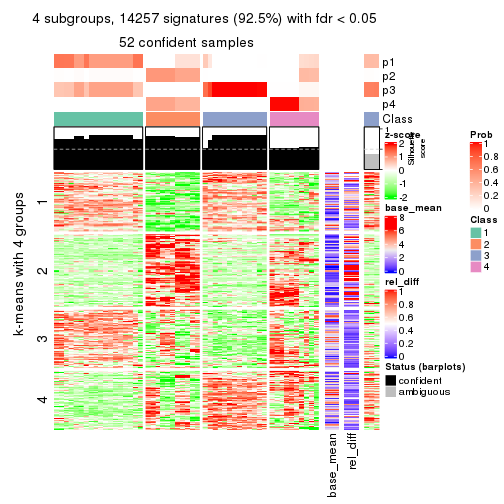 4 subgroups, 14257 signatures (92.5%) with fdr < 0.05
52 confident samples
p1
p2
p3
p4
Class
1
0
Silhouette
score
k-means with 4 groups
1
2
3
4
base_mean
rel_diff
z-score
2
1
0
-1
-2
base_mean
8
6
4
2
0
rel_diff
1
0.8
0.6
0.4
0.2
0
Status (barplots)
confident
ambiguous
Prob
1
0.8
0.6
0.4
0.2
0
Class
1
2
3
4